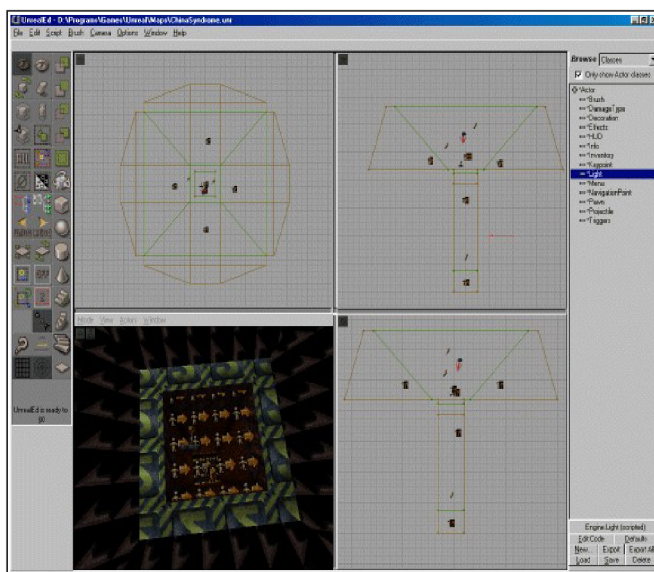 UnrealEd - D:\Programs\Games\Unreal\Maps\ChinaSyndrome.unr
File Edit Script Brush Camera Options Window Help
Browse Classes
Only show Actor classes
Actor
*Brush
*DamageType
*Decoration
*Effects
*HUD
*Info
*Inventory
*Keypoint
*Light
*Menu
*NavigationPoint
*Pawn
*Projectile
*Triggers
Mode View Actors Window
UnrealEd is ready to
go
Engine.Light (scripted)
Edit Code Defaults
New... Export Export All
Load Save Delete